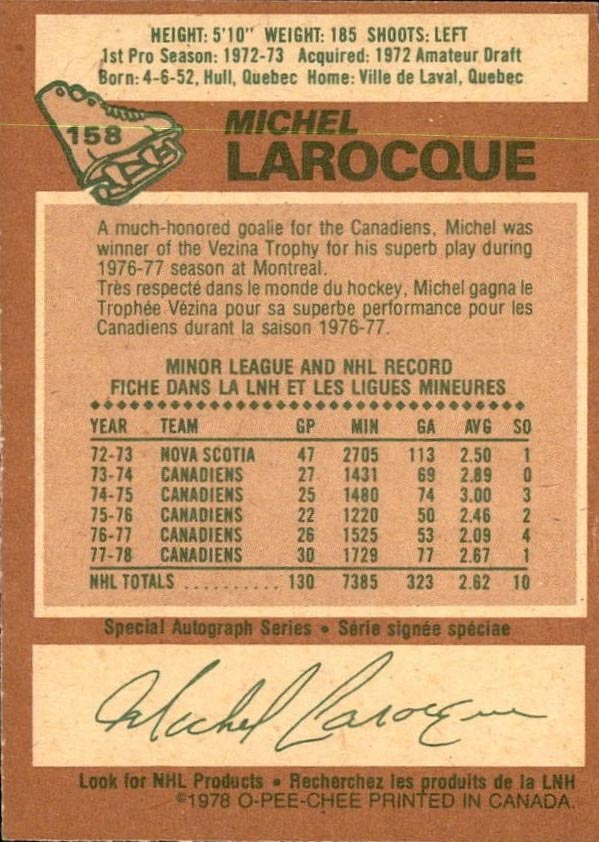 HEIGHT: 5'10" WEIGHT: 185 SHOOTS: LEFT
1st Pro Season: 1972-73 Acquired: 1972 Amateur Draft
Born: 4-6-52, Hull, Quebec Home: Ville de Laval, Quebec
158
MICHEL
LAROCQUE
A much-honored goalie for the Canadiens, Michel was
winner of the Vezina Trophy for his superb play during
1976-77 season at Montreal.
Très respecté dans le monde du hockey, Michel gagna le
Trophée Vézina pour sa superbe performance pour les
Canadiens durant la saison 1976-77.
MINOR LEAGUE AND NHL RECORD
FICHE DANS LA LNH ET LES LIGUES MINEURES
YEAR TEAM GP MIN GA AVG SO
72-73 NOVA SCOTIA 47 2705 113 2.50 1
73-74 CANADIENS 27 1431 69 2.89 0
74-75 CANADIENS 25 1480 74 3.00 3
75-76 CANADIENS 22 1220 50 2.46 2
76-77 CANADIENS 26 1525 53 2.09 4
77-78 CANADIENS 30 1729 77 2.67 1
NHL TOTALS .......... 130 7385 323 2.62 10
Special Autograph Series • Série signée spéciae
Michel Larocque
Look for NHL Products • Recherchez les produits de la LNH
©1978 O-PEE-CHEE PRINTED IN CANADA.